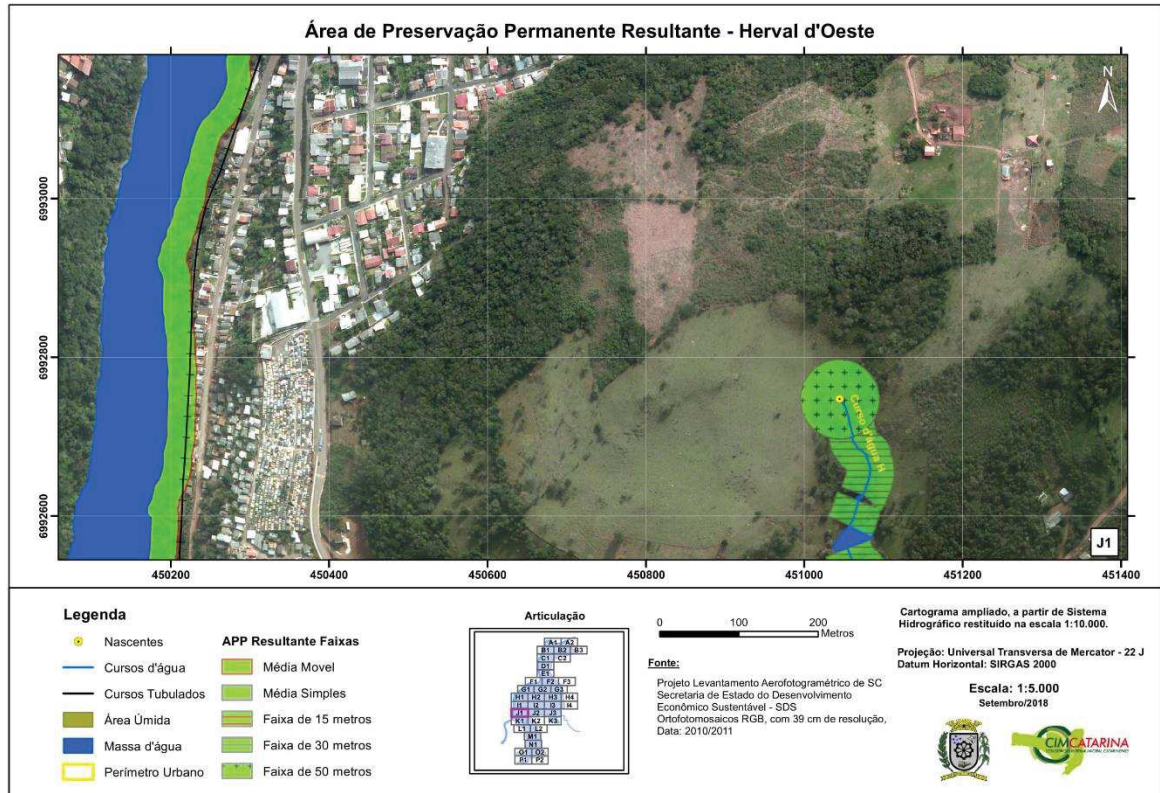 Área de Preservação Permanente Resultante - Herval d'Oeste
N
6993000
6992800
6992600
Curso d'água H
J1
450200
450400
450600
450800
451000
451200
451400
Legenda
Nascentes
Cursos d'água
Cursos Tubulados
Área Úmida
Massa d'água
Perímetro Urbano
APP Resultante Faixas
Média Movel
Média Simples
Faixa de 15 metros
Faixa de 30 metros
Faixa de 50 metros
Articulação
A1 A2
B1 B2 B3
C1 C2
D1
E1
F1 F2 F3
G1 G2 G3
H1 H2 H3 H4
I1 I2 I3 I4
J1 J2 J3
K1 K2 K3
L1 L2
M1
N1
O1 O2
P1 P2
0 100 200
Metros
Fonte:
Projeto Levantamento Aerofotogramétrico de SC
Secretaria de Estado do Desenvolvimento
Econômico Sustentável - SDS
Ortofotomosaicos RGB, com 39 cm de resolução,
Data: 2010/2011
Cartograma ampliado, a partir de Sistema
Hidrográfico restituído na escala 1:10.000.
Projeção: Universal Transversa de Mercator - 22 J
Datum Horizontal: SIRGAS 2000
Escala: 1:5.000
Setembro/2018
CIMCATARINA